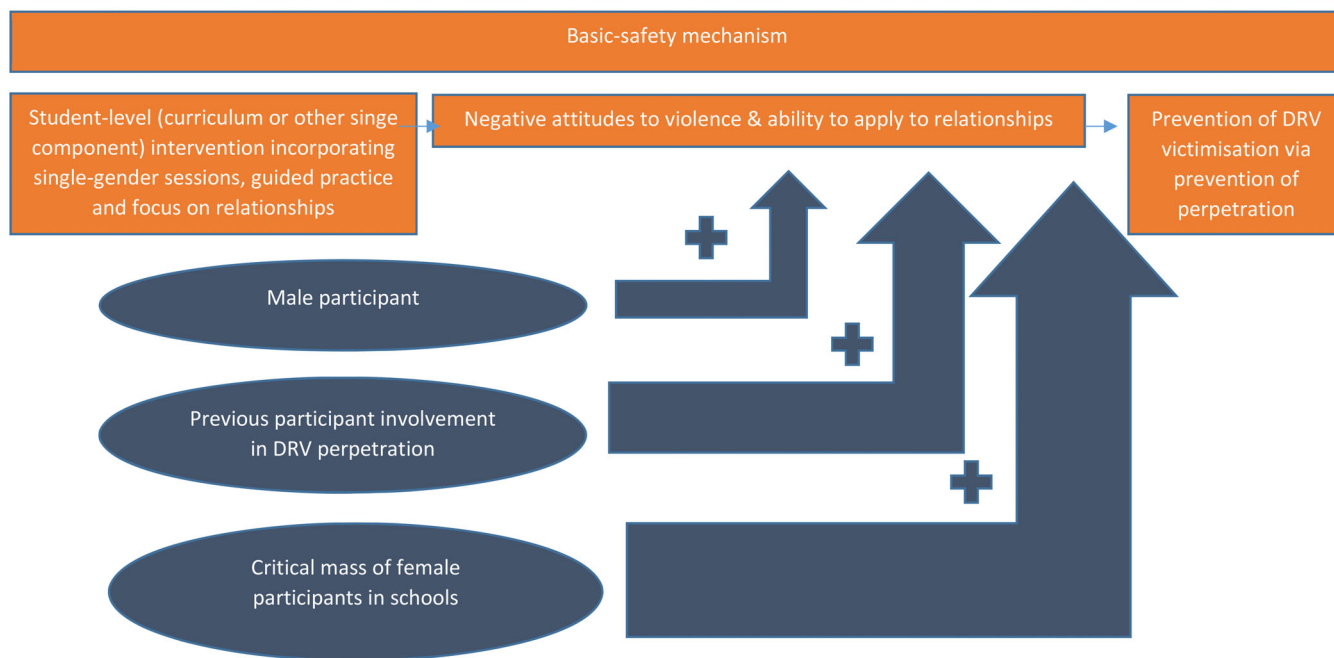 Basic-safety mechanism
Student-level (curriculum or other singe
component) intervention incorporating
single-gender sessions, guided practice
and focus on relationships
Negative attitudes to violence & ability to apply to relationships
Prevention of DRV
victimisation via
prevention of
perpetration
Male participant
Previous participant involvement
in DRV perpetration
Critical mass of female
participants in schools